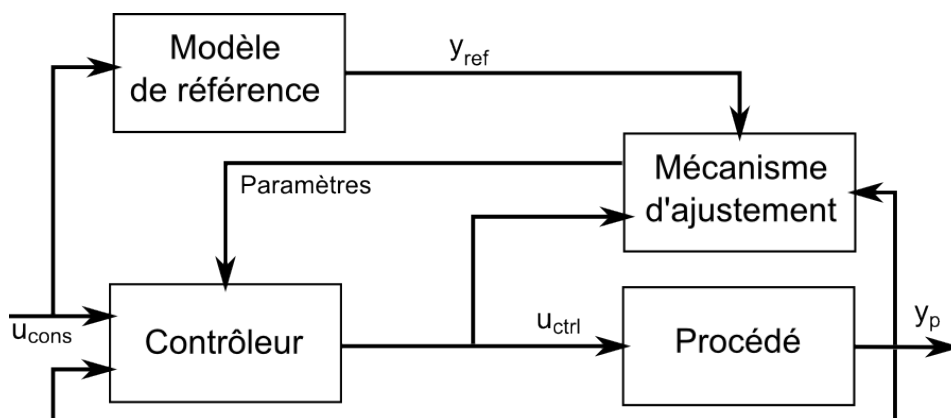 Modèle
de référence
y_ref
Mécanisme
d'ajustement
Paramètres
u_cons
Contrôleur
u_ctrl
Procédé
y_p